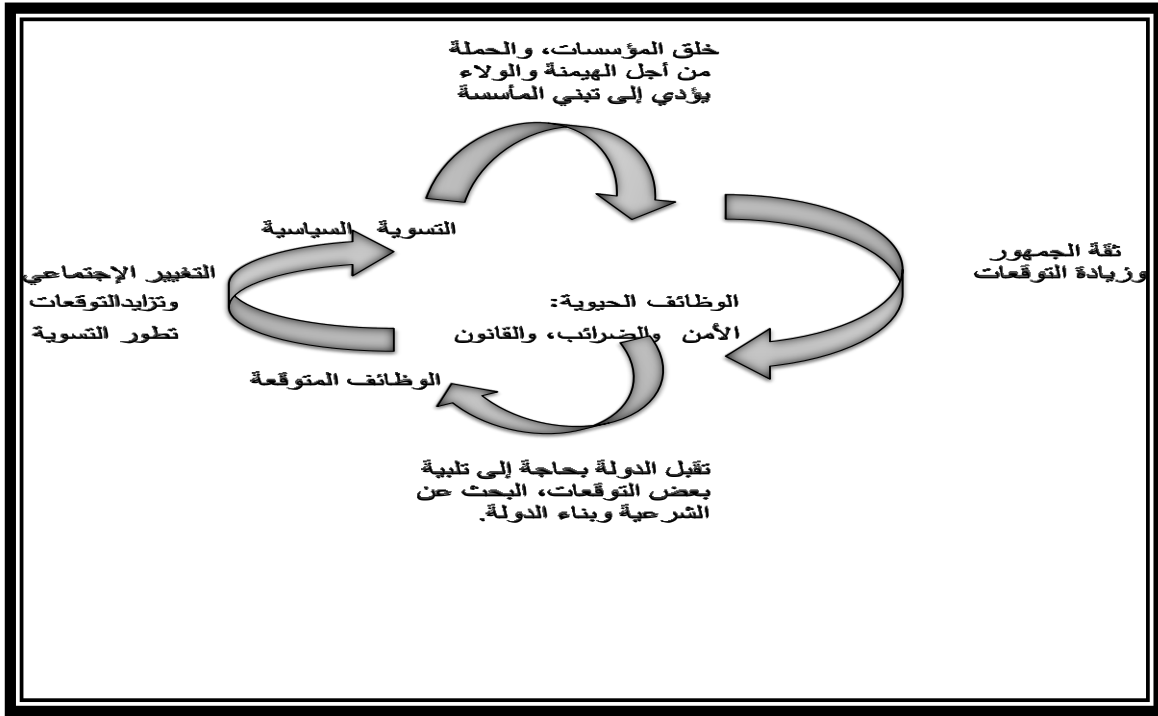 خلق المؤسسات، والحملة
من أجل الهيمنة والولاء
يؤدي إلى تبني المأسسة
التسوية السياسية
ثقة الجمهور
وزيادة التوقعات
التغيير الإجتماعي
وتزايدالتوقعات
تطور التسوية
الوظائف الحيوية:
الأمن والضرائب، والقانون
الوظائف المتوقعة
تقبل الدولة بحاجة إلى تلبية
بعض التوقعات، البحث عن
الشرعية وبناء الدولة.